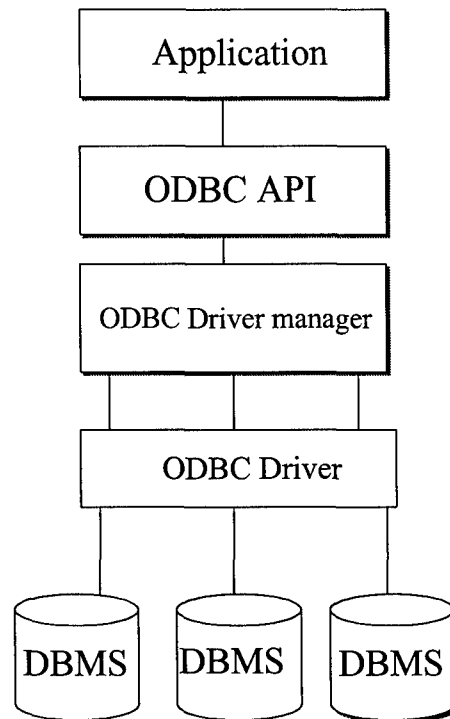 Application
ODBC API
ODBC Driver manager
ODBC Driver
DBMS
DBMS
DBMS